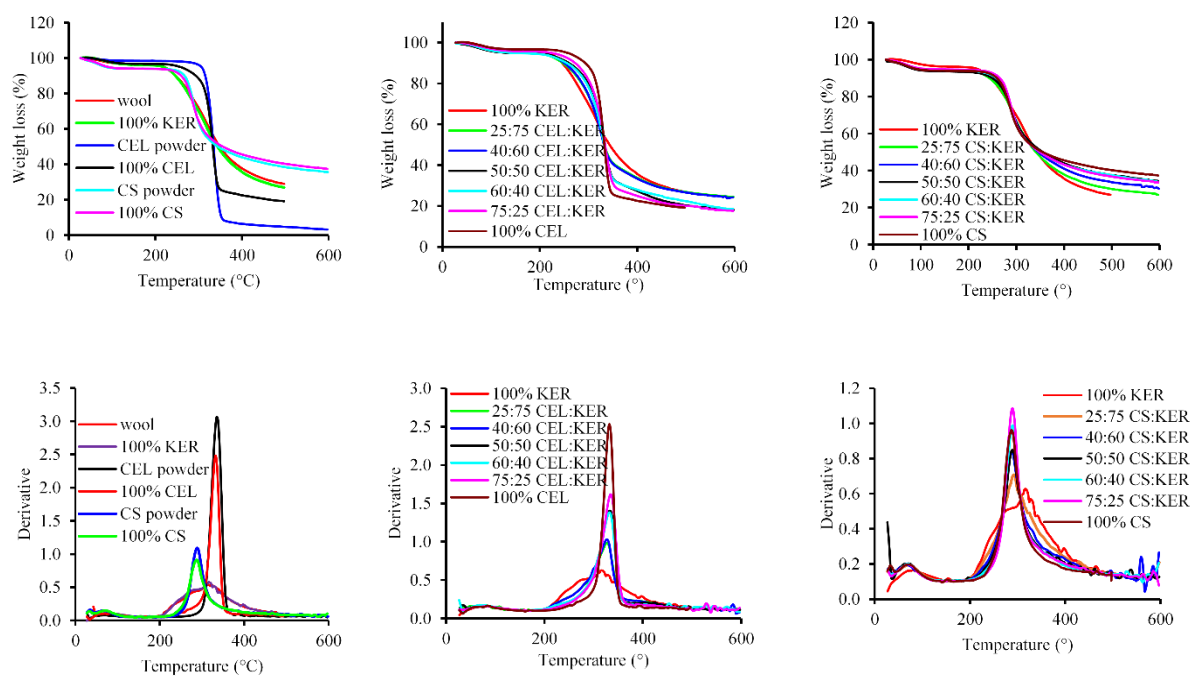 120
100
80
60
40
20
0
Weight loss (%)
wool
100% KER
CEL powder
100% CEL
CS powder
100% CS
0 200 400 600
Temperature (°C)
120
100
80
60
40
20
0
Weight loss (%)
100% KER
25:75 CEL:KER
40:60 CEL:KER
50:50 CEL:KER
60:40 CEL:KER
75:25 CEL:KER
100% CEL
0 200 400 600
Temperature (°)
120
100
80
60
40
20
0
Weight loss (%)
100% KER
25:75 CS:KER
40:60 CS:KER
50:50 CS:KER
60:40 CS:KER
75:25 CS:KER
100% CS
0 100 200 300 400 500 600
Temperature (°)
3.5
3.0
2.5
2.0
1.5
1.0
0.5
0.0
Derivative
wool
100% KER
CEL powder
100% CEL
CS powder
100% CS
0 200 400 600
Temperature (°C)
3.0
2.5
2.0
1.5
1.0
0.5
0.0
Derivative
100% KER
25:75 CEL:KER
40:60 CEL:KER
50:50 CEL:KER
60:40 CEL:KER
75:25 CEL:KER
100% CEL
0 200 400 600
Temperature (°)
1.2
1.0
0.8
0.6
0.4
0.2
0.0
Derivative
100% KER
25:75 CS:KER
40:60 CS:KER
50:50 CS:KER
60:40 CS:KER
75:25 CS:KER
100% CS
0 200 400 600
Temperature (°)